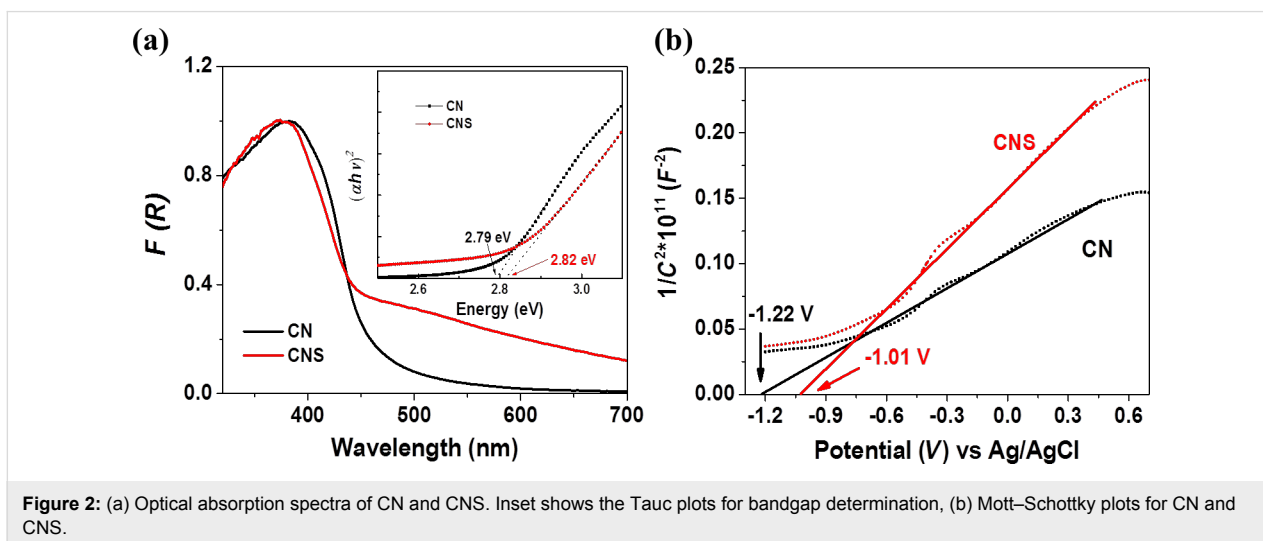 (a)
1.2
0.8
0.4
0.0
F (R)
400
500
600
700
Wavelength (nm)
CN
CNS
CN
CNS
(αhν)²
2.79 eV
2.82 eV
2.6
2.8
3.0
Energy (eV)
(b)
0.25
0.20
0.15
0.10
0.05
0.00
1/C²*10¹¹ (F⁻²)
CNS
CN
-1.22 V
-1.01 V
-1.2
-0.9
-0.6
-0.3
0.0
0.3
0.6
Potential (V) vs Ag/AgCl
Figure 2: (a) Optical absorption spectra of CN and CNS. Inset shows the Tauc plots for bandgap determination, (b) Mott–Schottky plots for CN and
CNS.